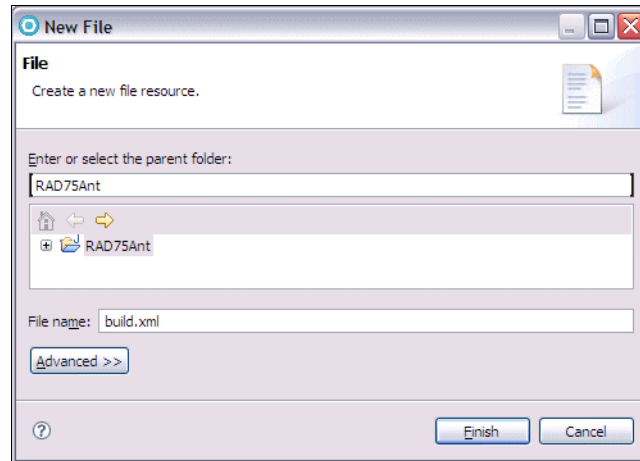 New File
File
Create a new file resource.
Enter or select the parent folder:
RAD75Ant
RAD75Ant
File name: build.xml
Advanced >>
Finish Cancel